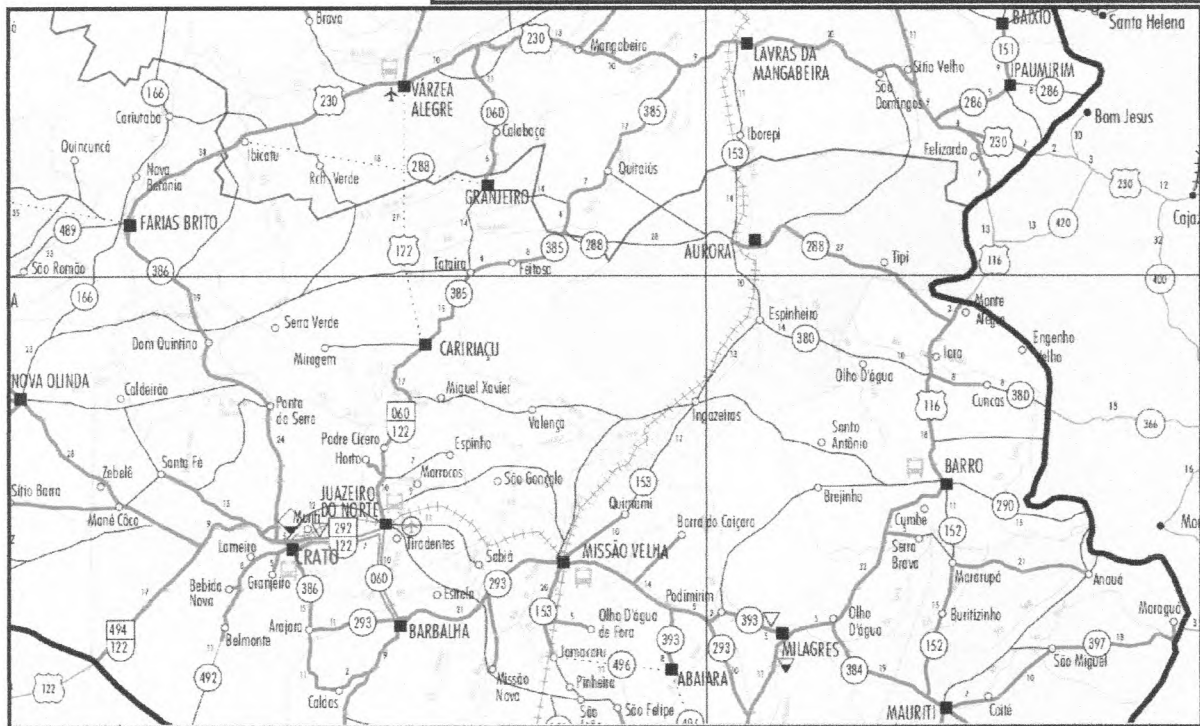 Brava
230
Mangabeira
LAVRAS DA
MANGABEIRA
BAIXIO
Santa Helena
151
Sítio Velho
São
Domingos
IPAUMIRIM
286
286
Bom Jesus
166
Cariutaba
230
VÁRZEA
ALEGRE
060
Calabaça
385
Iborepi
153
230
Felizardo
230
Quincuncá
Nova
Betânia
Ibicatu
Rch. Verde
288
GRANJEIRO
Quitaiús
420
489
FARIAS BRITO
386
São Romão
166
122
385
288
AURORA
288
Tipi
116
400
Feitosa
385
Serra Verde
Miragem
Dom Quintino
CARIRIAÇU
Espinheiro
380
Monte
Alegre
Iara
Engenho
Velho
Olho D'água
Cuncas
380
NOVA OLINDA
Caldeirão
Ponta
da Serra
Miguel Xavier
060
122
Valença
Ingazeiras
116
366
Padre Cícero
Horto
Espinho
Santo
Antônio
Zebelê
Santa Fé
Marrocos
São Gonçalo
153
Quimami
BARRO
Sítio Barra
Mané Côco
JUAZEIRO
DO NORTE
292
122
Brejinho
290
Tiradentes
Barro do Caiçara
Cumbe
152
Lameiro
CRATO
Sabiá
MISSÃO VELHA
Serra
Brava
Mararupá
Anauá
Granjeiro
Bebida
Nova
386
060
293
Estrela
Podimirim
Olho
D'água
Buritizinho
Maraguá
494
122
Belmonte
Arajara
293
BARBALHA
153
Olho D'água
de Fora
393
393
293
MILAGRES
152
397
122
492
Caldas
Missão
Nova
Jamacaru
496
ABAIARA
384
São Miguel
Pinheira
São
São Felipe
MAURITI
Coité